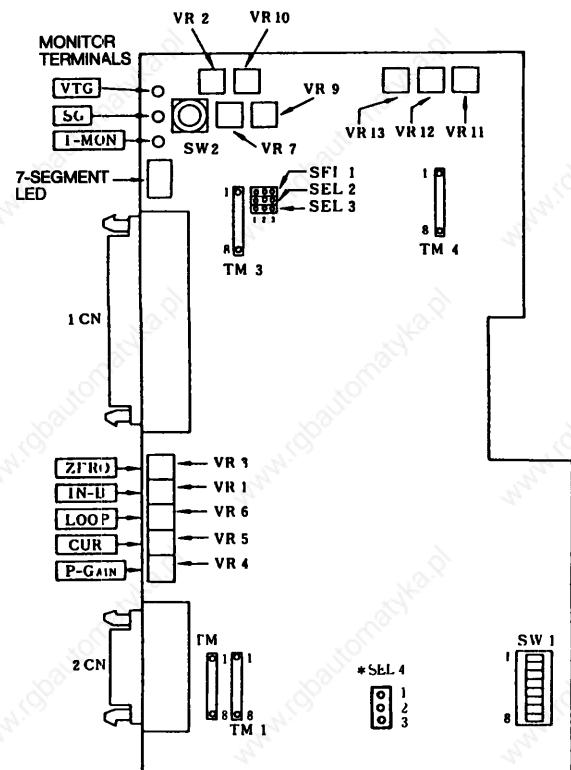 VR 2
VR 10
MONITOR
TERMINALS
VTG
SG
I-MON
SW2
VR 9
VR 7
VR 13
VR 12
VR 11
7-SEGMENT
LED
SEL 1
SEL 2
SEL 3
1 2 3
1
8
TM 3
1
8
TM 4
1 CN
ZERO
VR 3
IN-B
VR 1
LOOP
VR 6
CUR
VR 5
P-GAIN
VR 4
2 CN
TM
1
8
1
8
TM 1
*SEL 4
1
2
3
SW 1
1
8
www.rgbautomatyka.pl